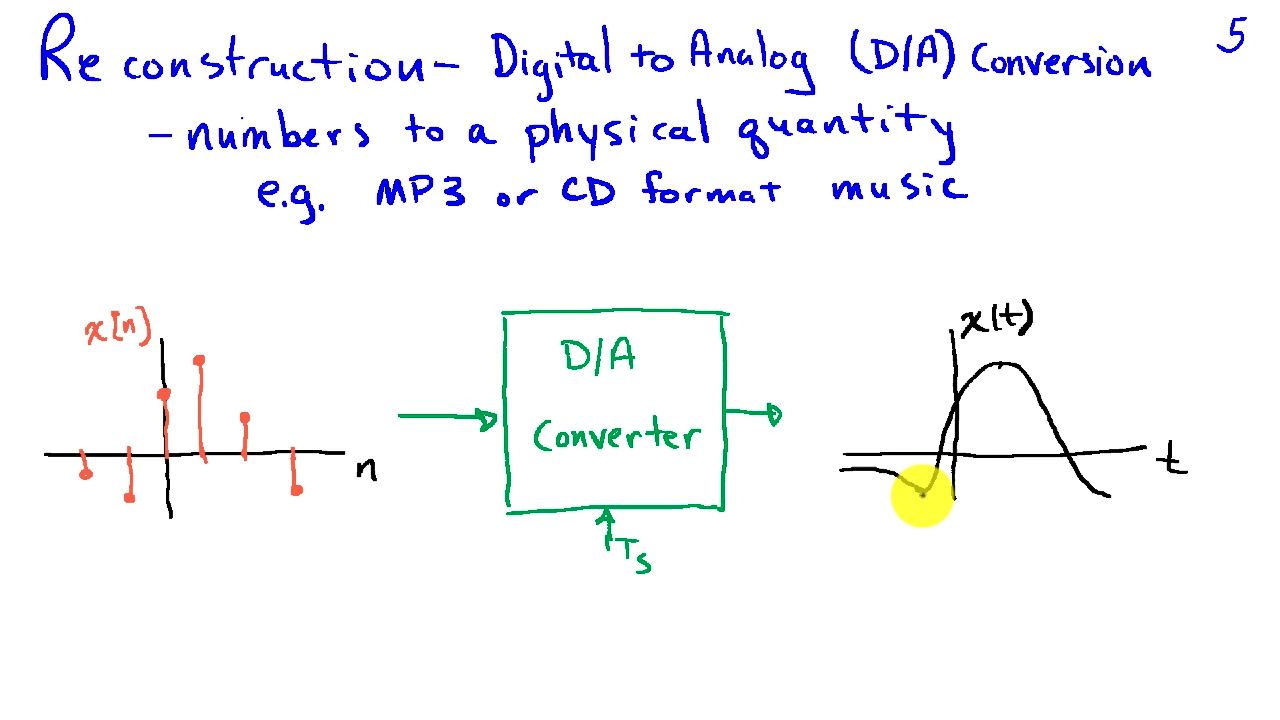 Reconstruction - Digital to Analog (D/A) Conversion
5
- numbers to a physical quantity
e.g. MP3 or CD format music
x[n]
n
D/A
Converter
Ts
x(t)
t